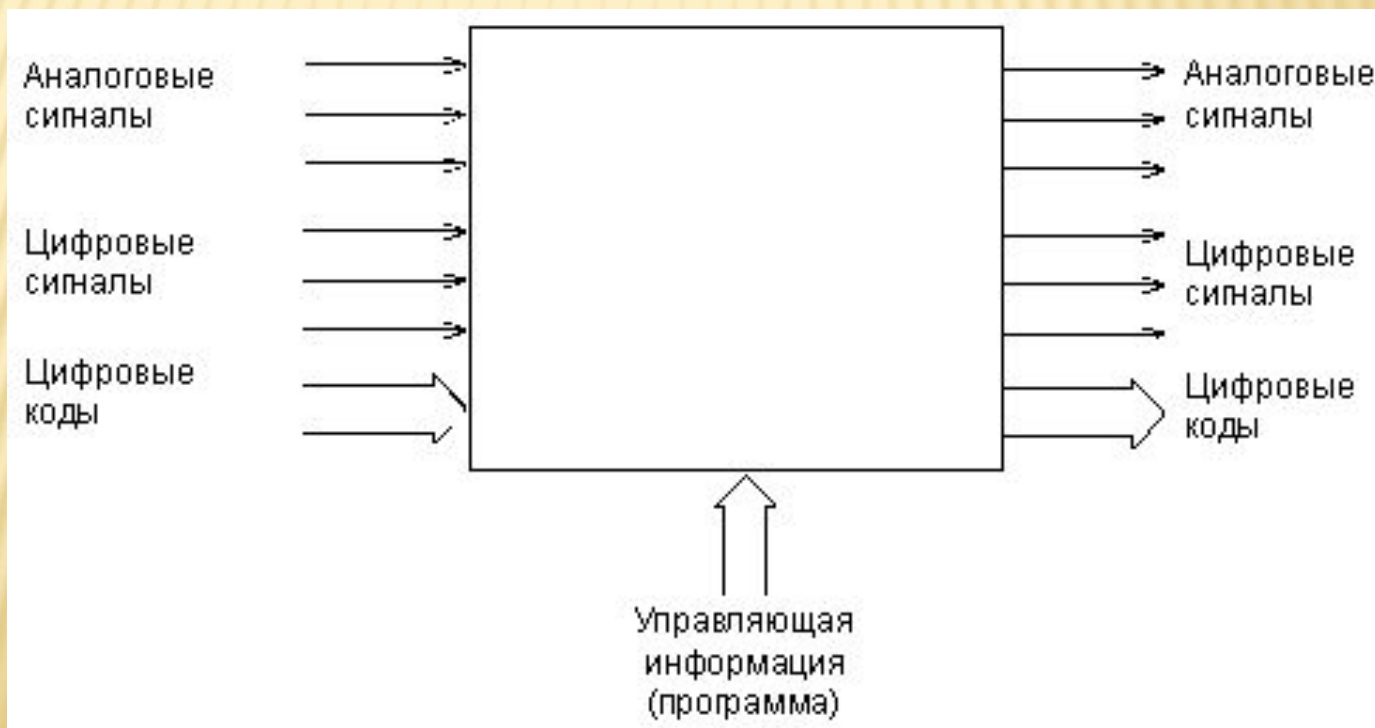 Аналоговые
сигналы
Цифровые
сигналы
Цифровые
коды
Аналоговые
сигналы
Цифровые
сигналы
Цифровые
коды
Управляющая
информация
(программа)